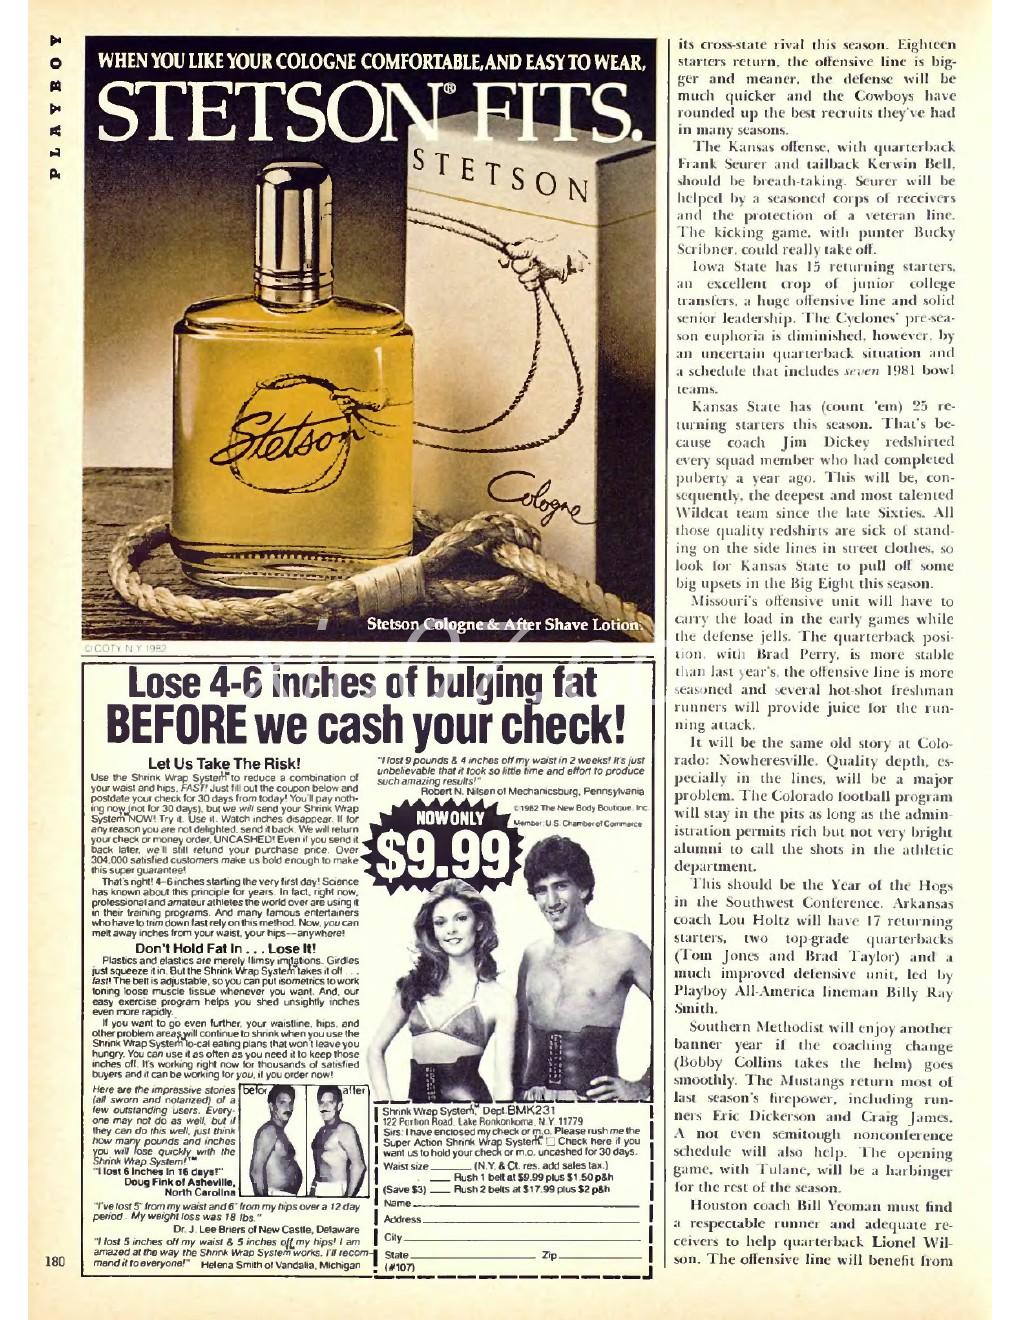 PLAYBOY
WHEN YOU LIKE YOUR COLOGNE COMFORTABLE, AND EASY TO WEAR,
STETSON® FITS.
STETSON
Stetson
Cologne
Stetson Cologne & After Shave Lotion.
© COTY N.Y. 1982
Lose 4-6 inches of bulging fat
BEFORE we cash your check!
Let Us Take The Risk!
Use the Shrink Wrap System™ to reduce a combination of
your waist and hips, FAST! Just fill out the coupon below and
postdate your check for 30 days from today! You'll pay noth-
ing now (not for 30 days), but we will send your Shrink Wrap
System™ NOW! Try it. Use it. Watch inches disappear. If for
any reason you are not delighted, send it back. We will return
your check or money order, UNCASHED! Even if you send it
back later, we'll still refund your purchase price. Over
304,000 satisfied customers make us bold enough to make
this super guarantee!
That's right! 4-6 inches starting the very first day! Science
has known about this principle for years. In fact, right now,
professional and amateur athletes the world over are using it
in their training programs. And many famous entertainers
who have to trim down fast rely on this method. Now, you can
melt away inches from your waist, your hips—anywhere!
Don't Hold Fat In . . . Lose It!
Plastics and elastics are merely flimsy imitations. Girdles
just squeeze it in. But the Shrink Wrap System™ takes it off . . .
fast! The belt is adjustable, so you can put isometrics to work
toning loose muscle tissue whenever you want. And, our
easy exercise program helps you shed unsightly inches
even more rapidly.
If you want to go even further, your waistline, hips, and
other problem areas will continue to shrink when you use the
Shrink Wrap System™ lo-cal eating plans that won't leave you
hungry. You can use it as often as you need it to keep those
inches off. It's working right now for thousands of satisfied
buyers and it can be working for you, if you order now!
Here are the impressive stories
(all sworn and notarized) of a
few outstanding users. Every-
one may not do as well, but if
they can do this well, just think
how many pounds and inches
you will lose quickly with the
Shrink Wrap System!™
"I lost 6 inches in 16 days!"
Doug Fink of Asheville,
North Carolina
before
after
"I've lost 5" from my waist and 6" from my hips over a 12 day
period. My weight loss was 18 lbs."
Dr. J. Lee Briers of New Castle, Delaware
"I lost 5 inches off my waist & 5 inches off my hips! I am
amazed at the way the Shrink Wrap System™ works. I'll recom-
mend it to everyone!" Helena Smith of Vandalia, Michigan
"I lost 9 pounds & 4 inches off my waist in 2 weeks! It's just
unbelievable that it took so little time and effort to produce
such amazing results!"
Robert N. Nilsen of Mechanicsburg, Pennsylvania
©1982 The New Body Boutique, Inc.
Member: U.S. Chamber of Commerce
NOW ONLY
$9.99
Shrink Wrap System™, Dept. BMK231
122 Portion Road, Lake Ronkonkoma, N.Y. 11779
Sirs: I have enclosed my check or m.o. Please rush me the
Super Action Shrink Wrap System™. □ Check here if you
want us to hold your check or m.o. uncashed for 30 days.
Waist size ____ (N.Y. & Ct. res. add sales tax.)
____ Rush 1 belt at $9.99 plus $1.50 p&h
(Save $3) ____ Rush 2 belts at $17.99 plus $2 p&h
Name
Address
City
State Zip
(#107)
its cross-state rival this season. Eighteen
starters return, the offensive line is big-
ger and meaner, the defense will be
much quicker and the Cowboys have
rounded up the best recruits they've had
in many seasons.
The Kansas offense, with quarterback
Frank Seurer and tailback Kerwin Bell,
should be breath-taking. Seurer will be
helped by a seasoned corps of receivers
and the protection of a veteran line.
The kicking game, with punter Bucky
Scribner, could really take off.
Iowa State has 15 returning starters,
an excellent crop of junior college
transfers, a huge offensive line and solid
senior leadership. The Cyclones' pre-sea-
son euphoria is diminished, however, by
an uncertain quarterback situation and
a schedule that includes seven 1981 bowl
teams.
Kansas State has (count 'em) 25 re-
turning starters this season. That's be-
cause coach Jim Dickey redshirted
every squad member who had completed
puberty a year ago. This will be, con-
sequently, the deepest and most talented
Wildcat team since the late Sixties. All
those quality redshirts are sick of stand-
ing on the side lines in street clothes, so
look for Kansas State to pull off some
big upsets in the Big Eight this season.
Missouri's offensive unit will have to
carry the load in the early games while
the defense jells. The quarterback posi-
tion, with Brad Perry, is more stable
than last year's, the offensive line is more
seasoned and several hot-shot freshman
runners will provide juice for the run-
ning attack.
It will be the same old story at Colo-
rado: Nowheresville. Quality depth, es-
pecially in the lines, will be a major
problem. The Colorado football program
will stay in the pits as long as the admin-
istration permits rich but not very bright
alumni to call the shots in the athletic
department.
This should be the Year of the Hogs
in the Southwest Conference. Arkansas
coach Lou Holtz will have 17 returning
starters, two top-grade quarterbacks
(Tom Jones and Brad Taylor) and a
much improved defensive unit, led by
Playboy All-America lineman Billy Ray
Smith.
Southern Methodist will enjoy another
banner year if the coaching change
(Bobby Collins takes the helm) goes
smoothly. The Mustangs return most of
last season's firepower, including run-
ners Eric Dickerson and Craig James.
A not even semitough nonconference
schedule will also help. The opening
game, with Tulane, will be a harbinger
for the rest of the season.
Houston coach Bill Yeoman must find
a respectable runner and adequate re-
ceivers to help quarterback Lionel Wil-
son. The offensive line will benefit from
180